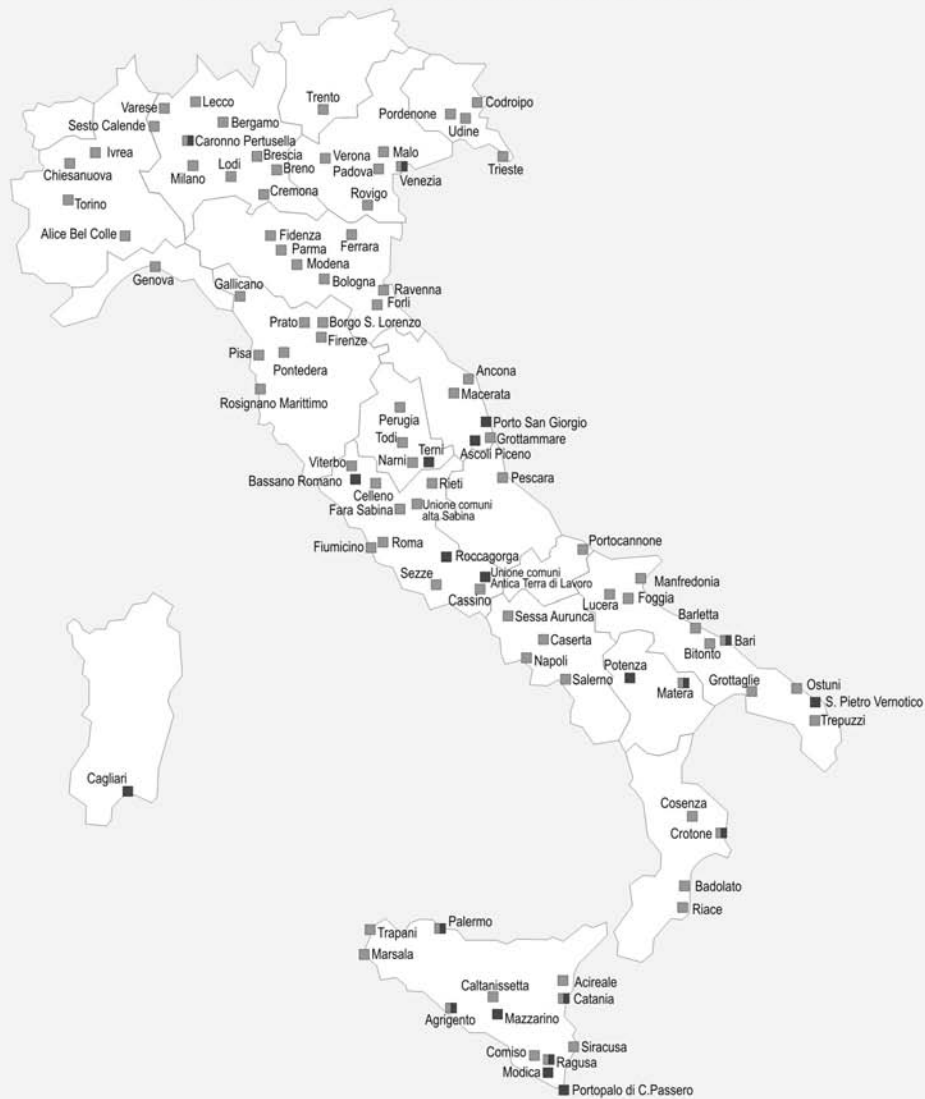 Lecco
Varese
Trento
Codroipo
Pordenone
Udine
Sesto Calende
Bergamo
Caronno Pertusella
Ivrea
Brescia
Verona
Malo
Trieste
Chiesanuova
Milano
Lodi
Breno
Padova
Venezia
Cremona
Rovigo
Torino
Alice Bel Colle
Fidenza
Ferrara
Parma
Modena
Genova
Bologna
Gallicano
Ravenna
Forli
Prato
Borgo S. Lorenzo
Firenze
Pisa
Pontedera
Ancona
Macerata
Rosignano Marittimo
Perugia
Porto San Giorgio
Todi
Grottammare
Terni
Ascoli Piceno
Viterbo
Narni
Bassano Romano
Rieti
Pescara
Celleno
Fara Sabina
Unione comuni
alta Sabina
Fiumicino
Roma
Portocannone
Roccagorga
Sezze
Unione comuni
Antica Terra di Lavoro
Cassino
Manfredonia
Lucera
Foggia
Sessa Aurunca
Barletta
Caserta
Bari
Bitonto
Napoli
Potenza
Salerno
Matera
Grottaglie
Ostuni
S. Pietro Vernotico
Trepuzzi
Cagliari
Cosenza
Crotone
Badolato
Riace
Palermo
Trapani
Marsala
Acireale
Caltanissetta
Catania
Agrigento
Mazzarino
Siracusa
Comiso
Ragusa
Modica
Portopalo di C.Passero